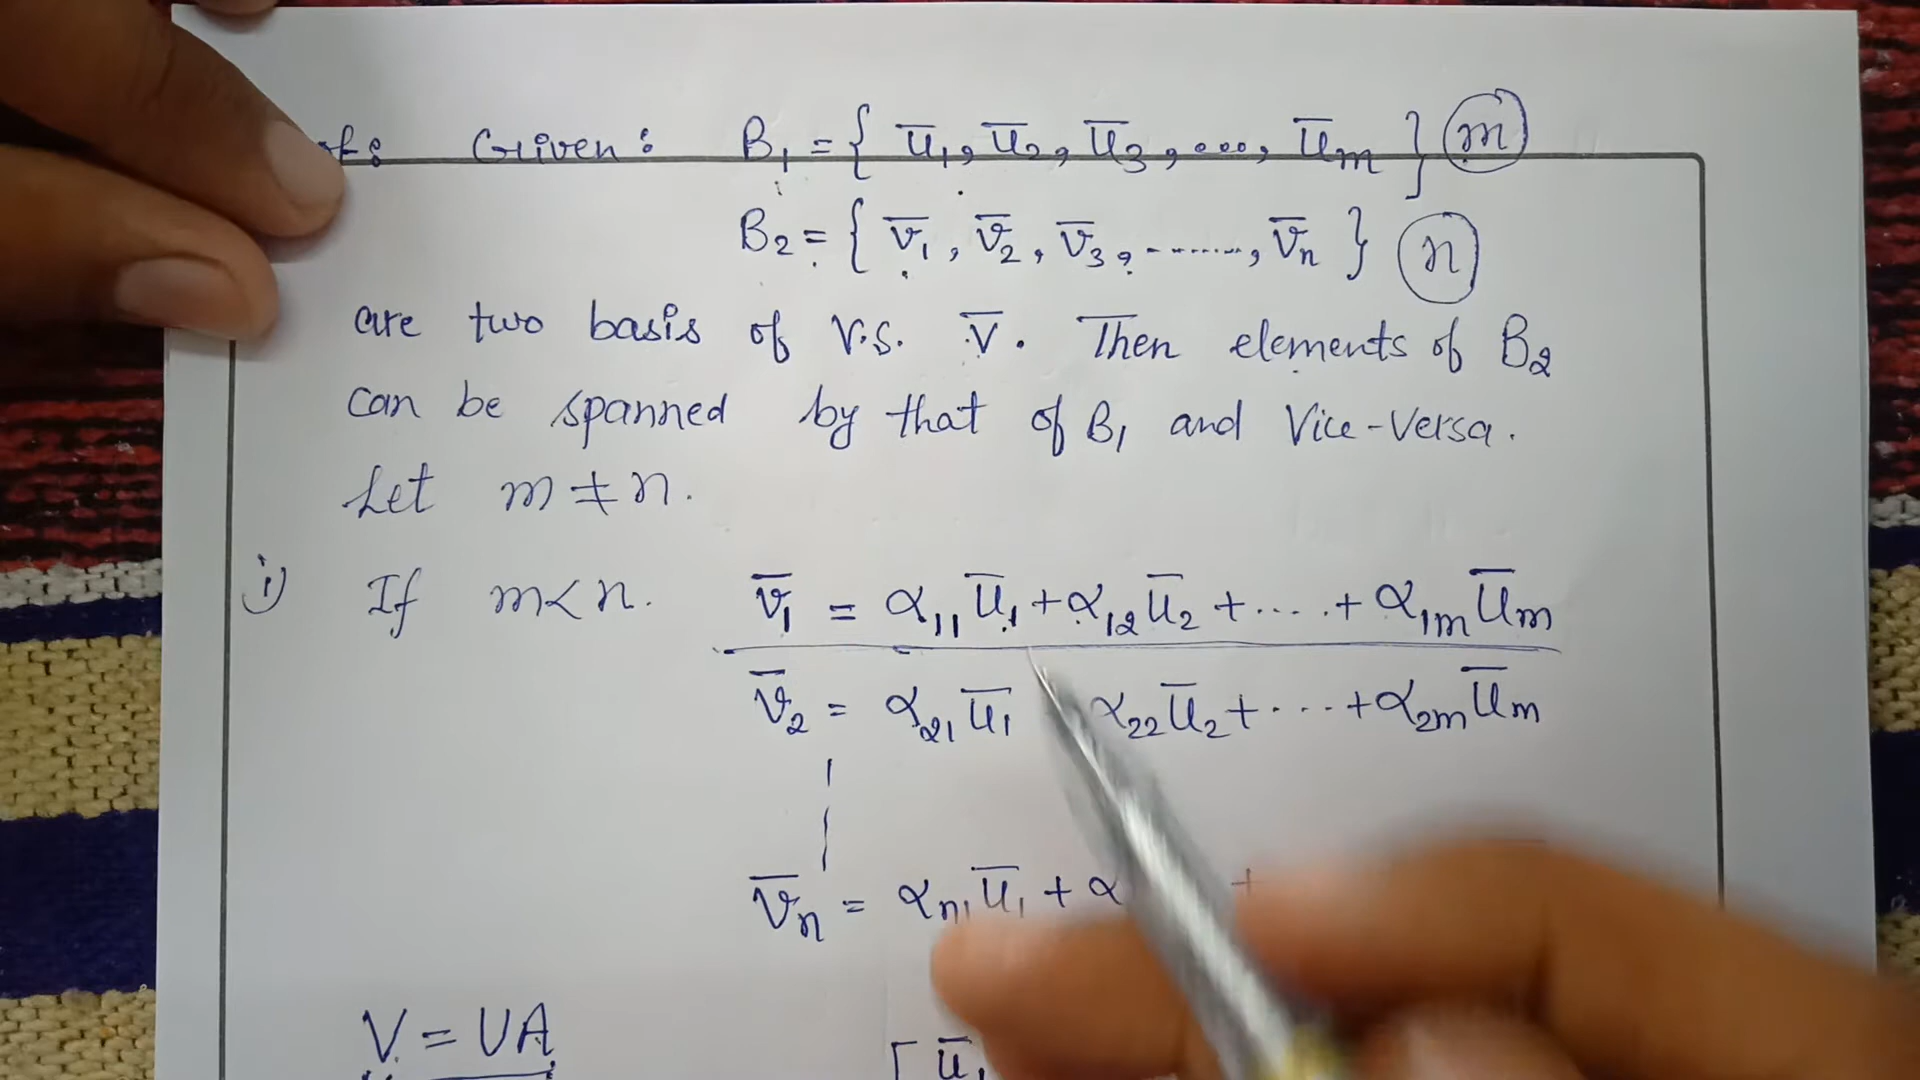 Given: B₁ = { ū₁, ū₂, ū₃, ..., ūₘ } m
B₂ = { v̄₁, v̄₂, v̄₃, ........, v̄ₙ } n
are two basis of V.S. V̄. Then elements of B₂
can be spanned by that of B₁ and Vice-Versa.
Let m ≠ n.
i) If m < n. v̄₁ = α₁₁ū₁ + α₁₂ū₂ + .... + α₁ₘūₘ
v̄₂ = α₂₁ū₁ α₂₂ū₂ + .... + α₂ₘūₘ
v̄ₙ = αₙ₁ū₁ + α +
V = UA
[ ū₁